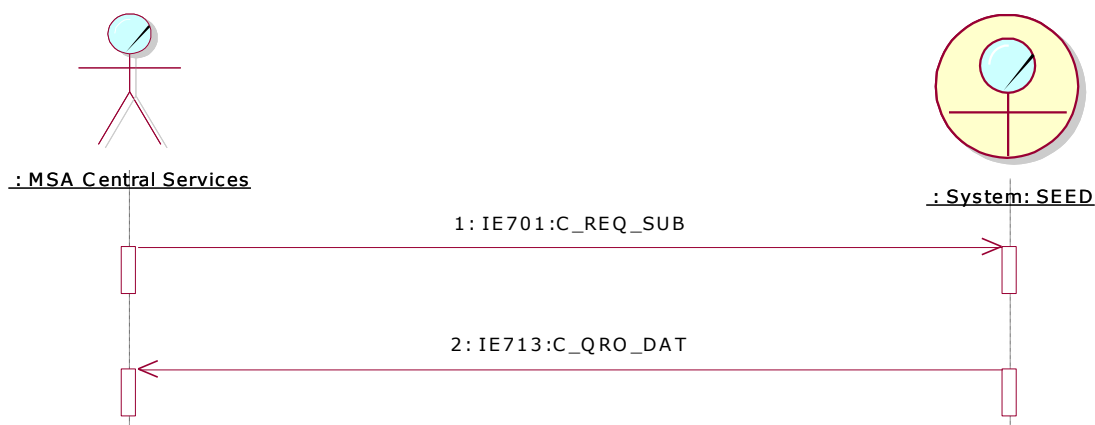 : MSA Central Services
: System: SEED
1: IE701:C_REQ_SUB
2: IE713:C_QRO_DAT